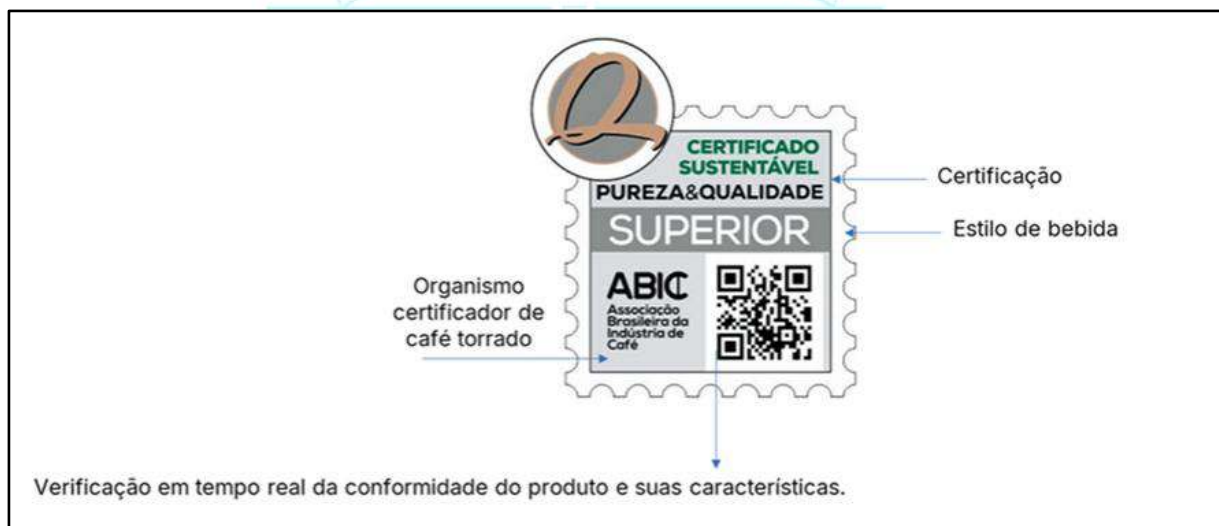 CERTIFICADO
SUSTENTÁVEL
PUREZA&QUALIDADE
SUPERIOR
ABIC
Associação
Brasileira da
Indústria de
Café
Certificação
Estilo de bebida
Organismo
certificador de
café torrado
Verificação em tempo real da conformidade do produto e suas características.